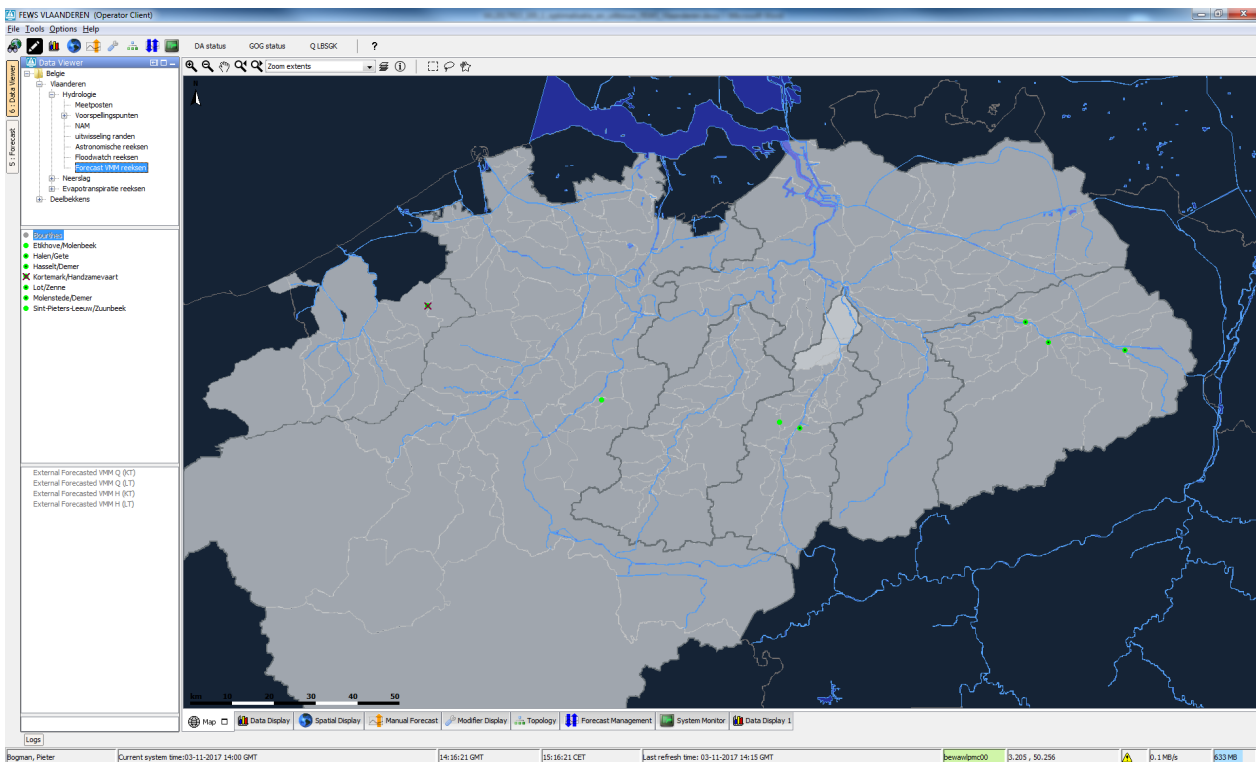 FEWS VLAANDEREN (Operator Client)
File Tools Options Help
DA status GOG status Q LBSGK ?
6 : Data Viewer
5 : Forecast
Data Viewer
Belgie
Vlaanderen
Hydrologie
Meetposten
Voorspellingspunten
NAM
uitwisseling randen
Astronomische reeksen
Floodwatch reeksen
Forecast VMM reeksen
Neerslag
Evapotranspiratie reeksen
Deelbekkens
Zoom extents
N
Etikhove/Molenbeek
Halen/Gete
Hasselt/Demer
Kortemark/Handzamevaart
Lot/Zenne
Molenstede/Demer
Sint-Pieters-Leeuw/Zuunbeek
External Forecasted VMM Q (KT)
External Forecasted VMM Q (LT)
External Forecasted VMM H (KT)
External Forecasted VMM H (LT)
km 10 20 30 40 50
Map Data Display Spatial Display Manual Forecast Modifier Display Topology Forecast Management System Monitor Data Display 1
Logs
Bogman, Pieter Current system time:03-11-2017 14:00 GMT 14:16:21 GMT 15:16:21 CET Last refresh time: 03-11-2017 14:15 GMT bewawlpmc00 3.205 , 50.256 0.1 MB/s 633 MB